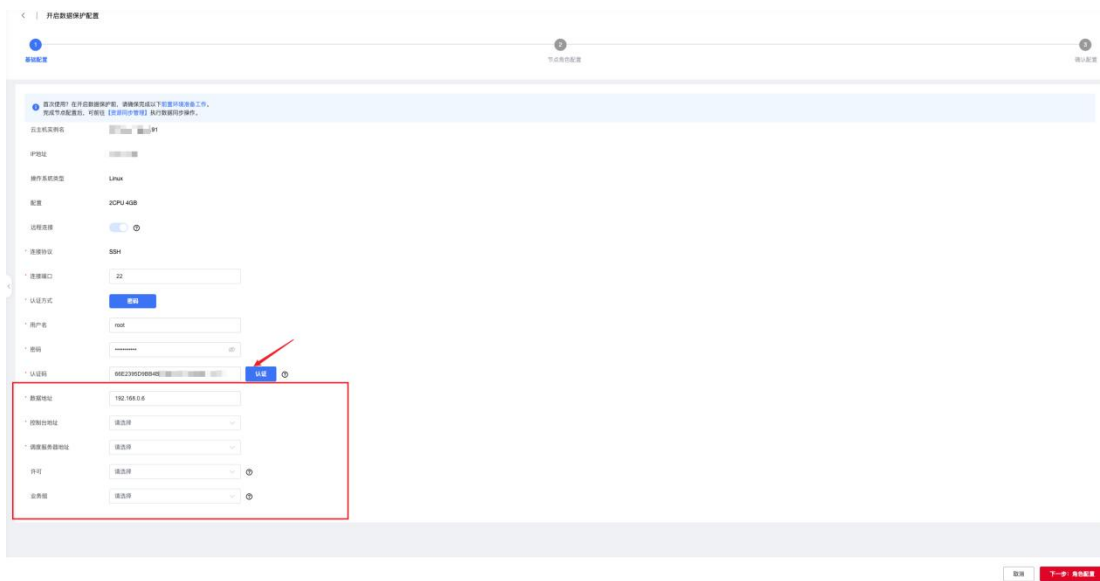 开启数据保护配置
1
2
3
基础配置
节点角色配置
确认配置
首次使用？在开启数据保护前，请确保完成以下前置环境准备工作。
完成节点配置后，可前往【资源同步管理】执行数据同步操作。
云主机实例名 91
IP地址
操作系统类型 Linux
配置 2CPU 4GB
远程连接
* 连接协议 SSH
* 连接端口 22
* 认证方式 密码
* 用户名 root
* 密码 ············
* 认证码 66E2395D9BB4B 认证
* 数据地址 192.168.0.6
* 控制台地址 请选择
* 调度服务器地址 请选择
许可 请选择
业务组 请选择
取消 下一步：角色配置